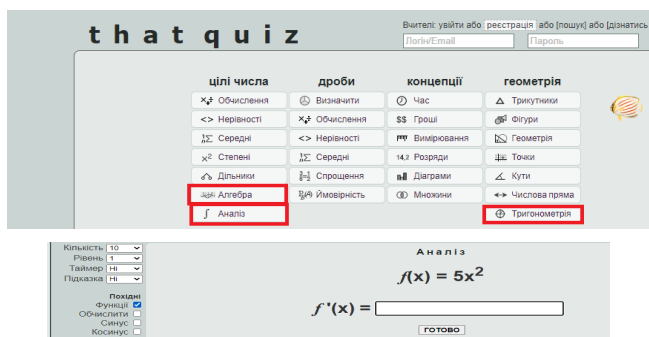 Вчителі: увійти або реєстрація або [пошук] або [дізнатись
that quiz
Логін/Email Пароль
цілі числа дроби концепції геометрія
Обчислення Визначити Час Трикутники
<> Нерівності Обчислення $$ Гроші Фігури
Середні <> Нерівності Вимірювання Геометрія
x² Степені Середні 14,2 Розряди Точки
Дільники Спрощення Діаграми Кути
Алгебра Ймовірність Множини Числова пряма
∫ Аналіз Тригонометрія
Кількість 10
Рівень 1
Таймер Ні
Підказка Ні
Похідні
Функції
Обчислити
Синус
Косинус
Аналіз
f(x) = 5x²
f '(x) =
готово